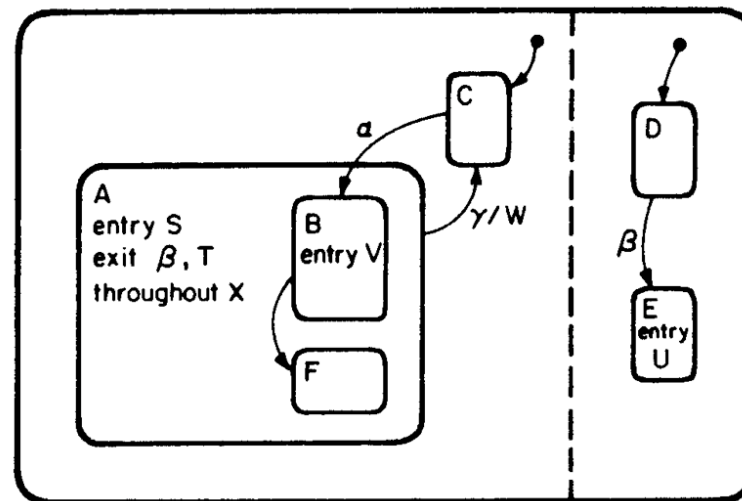 C
D
α
A
entry S
exit β, T
throughout X
B
entry V
γ/W
β
E
entry
U
F